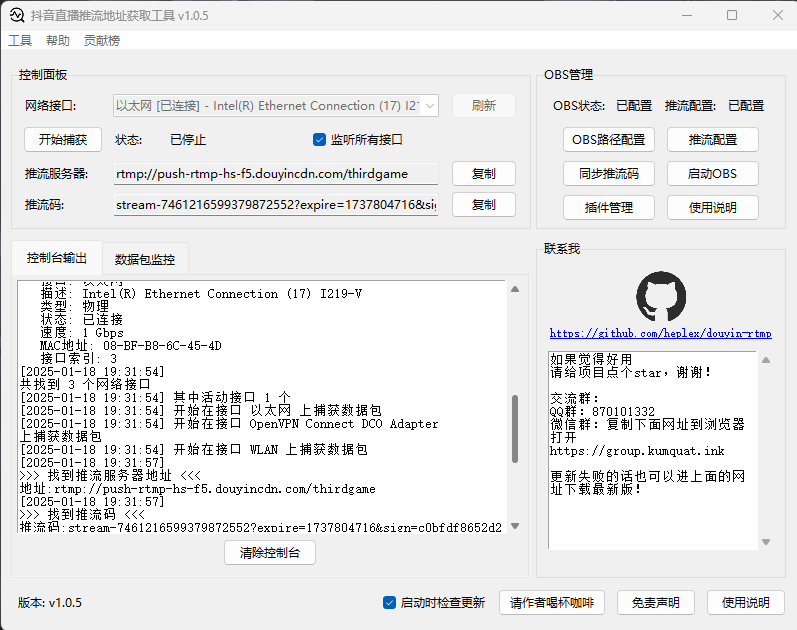 抖音直播推流地址获取工具 v1.0.5
工具 帮助 贡献榜
控制面板
网络接口: 以太网 [已连接] - Intel(R) Ethernet Connection (17) I21 刷新
开始捕获 状态: 已停止 监听所有接口
推流服务器: rtmp://push-rtmp-hs-f5.douyincdn.com/thirdgame 复制
推流码: stream-7461216599379872552?expire=1737804716&sig 复制
OBS管理
OBS状态: 已配置 推流配置: 已配置
OBS路径配置 推流配置
同步推流码 启动OBS
插件管理 使用说明
控制台输出 数据包监控
描述: Intel(R) Ethernet Connection (17) I219-V
类型: 物理
状态: 已连接
速度: 1 Gbps
MAC地址: 08-BF-B8-6C-45-4D
接口索引: 3
[2025-01-18 19:31:54]
共找到 3 个网络接口
[2025-01-18 19:31:54] 其中活动接口 1 个
[2025-01-18 19:31:54] 开始在接口 以太网 上捕获数据包
[2025-01-18 19:31:54] 开始在接口 OpenVPN Connect DCO Adapter
上捕获数据包
[2025-01-18 19:31:54] 开始在接口 WLAN 上捕获数据包
[2025-01-18 19:31:57]
>>> 找到推流服务器地址 <<<
地址:rtmp://push-rtmp-hs-f5.douyincdn.com/thirdgame
[2025-01-18 19:31:57]
>>> 找到推流码 <<<
推流码:stream-7461216599379872552?expire=1737804716&sign=c0bfdf8652d2
清除控制台
联系我
https://github.com/heplex/douyin-rtmp
如果觉得好用
请给项目点个star，谢谢！
交流群：
QQ群：870101332
微信群：复制下面网址到浏览器
打开
https://group.kumquat.ink
更新失败的话也可以进上面的网
址下载最新版！
版本: v1.0.5 启动时检查更新 请作者喝杯咖啡 免责声明 使用说明